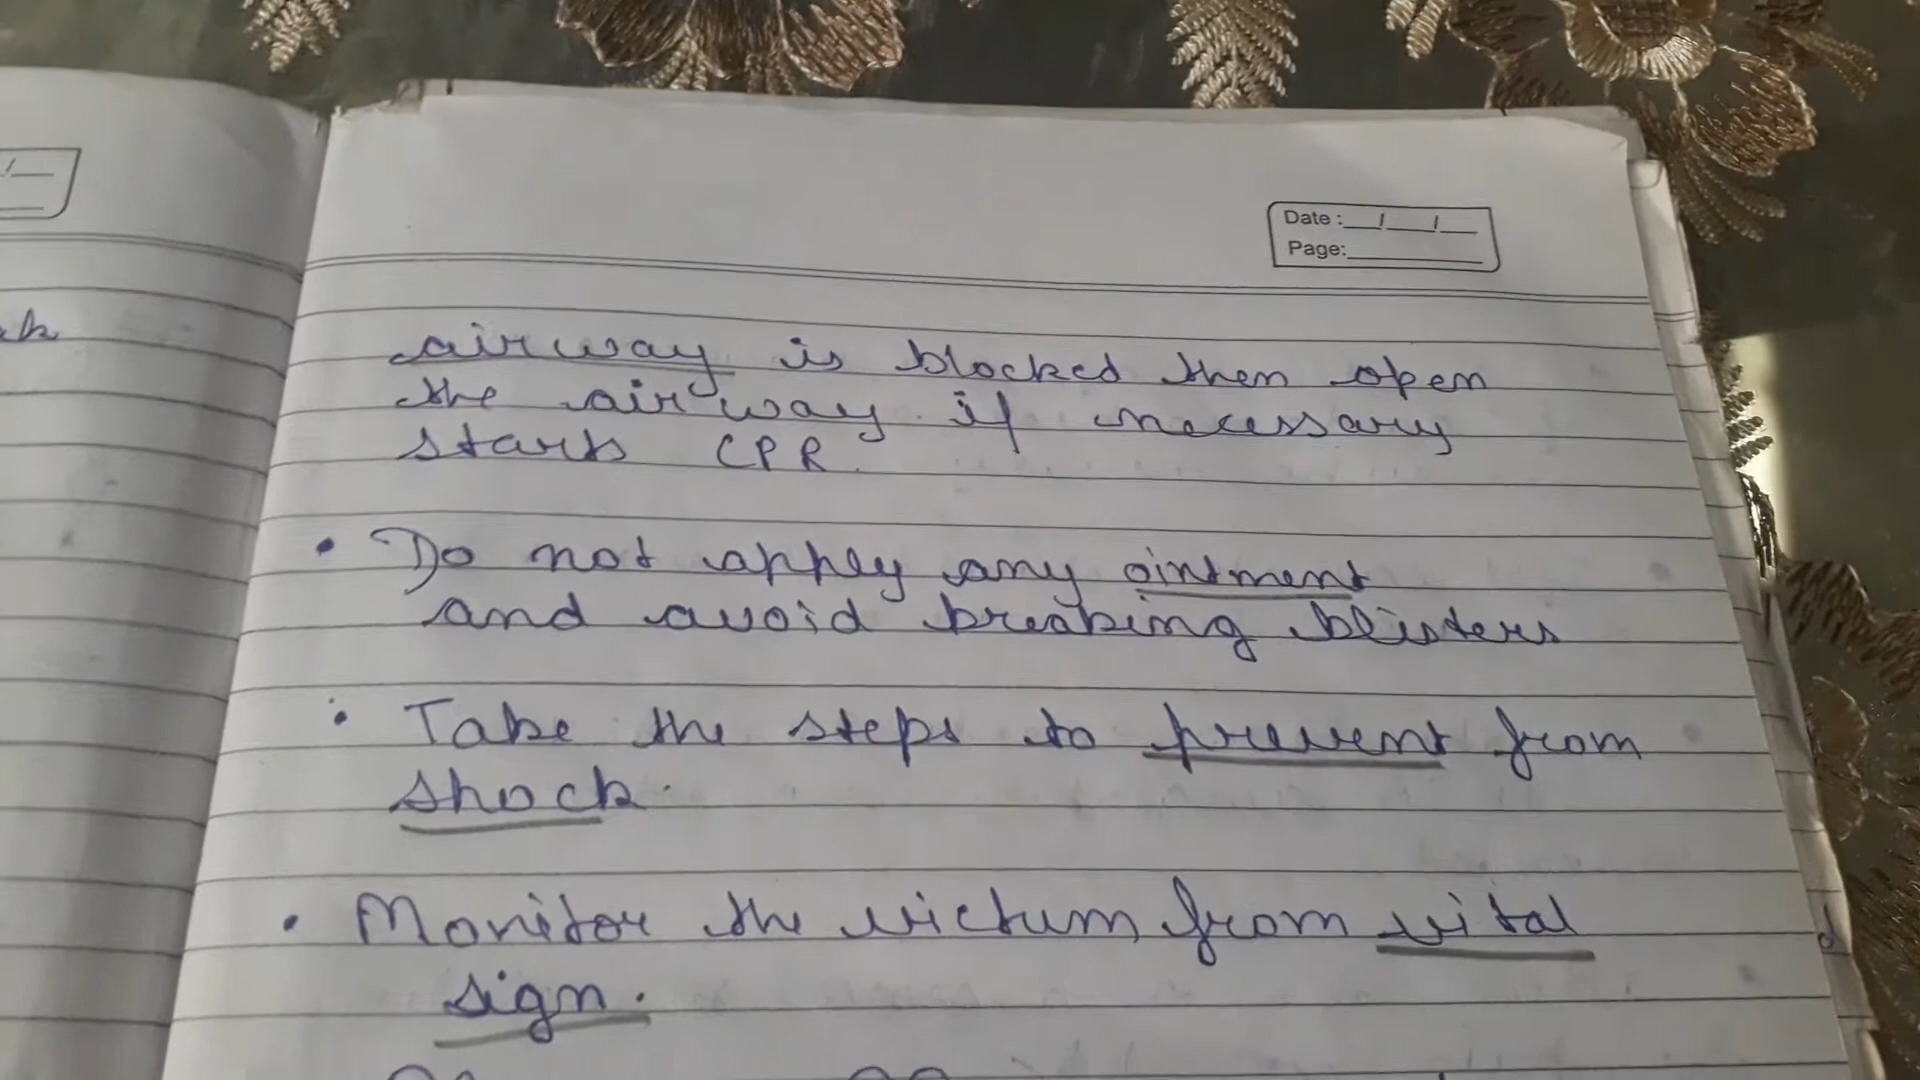 Date : __/__/__
Page:________
airway is blocked then open
the airway if necessary
starts CPR.
• Do not apply any ointment
and avoid breaking blisters
• Take the steps to prevent from
shock.
• Monitor the victum from vital
sign.